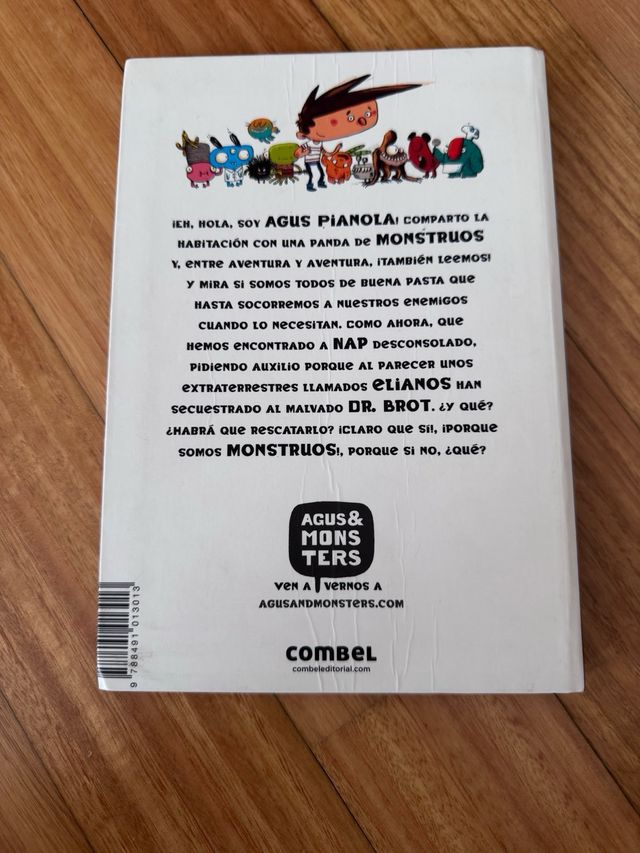 ¡EH, HOLA, SOY AGUS PIANOLA! COMPARTO LA
HABITACIÓN CON UNA PANDA DE MONSTRUOS
Y, ENTRE AVENTURA Y AVENTURA, ¡TAMBIÉN LEEMOS!
Y MIRA SI SOMOS TODOS DE BUENA PASTA QUE
HASTA SOCORREMOS A NUESTROS ENEMIGOS
CUANDO LO NECESITAN. COMO AHORA, QUE
HEMOS ENCONTRADO A NAP DESCONSOLADO,
PIDIENDO AUXILIO PORQUE AL PARECER UNOS
EXTRATERRESTRES LLAMADOS ELIANOS HAN
SECUESTRADO AL MALVADO DR. BROT. ¿Y QUÉ?
¿HABRÁ QUE RESCATARLO? ¡CLARO QUE SÍ!, ¡PORQUE
SOMOS MONSTRUOS!, PORQUE SI NO, ¿QUÉ?
AGUS&
MONS
TERS
VEN A VERNOS A
AGUSANDMONSTERS.COM
COMBEL
combeleditorial.com
9 788491 013013